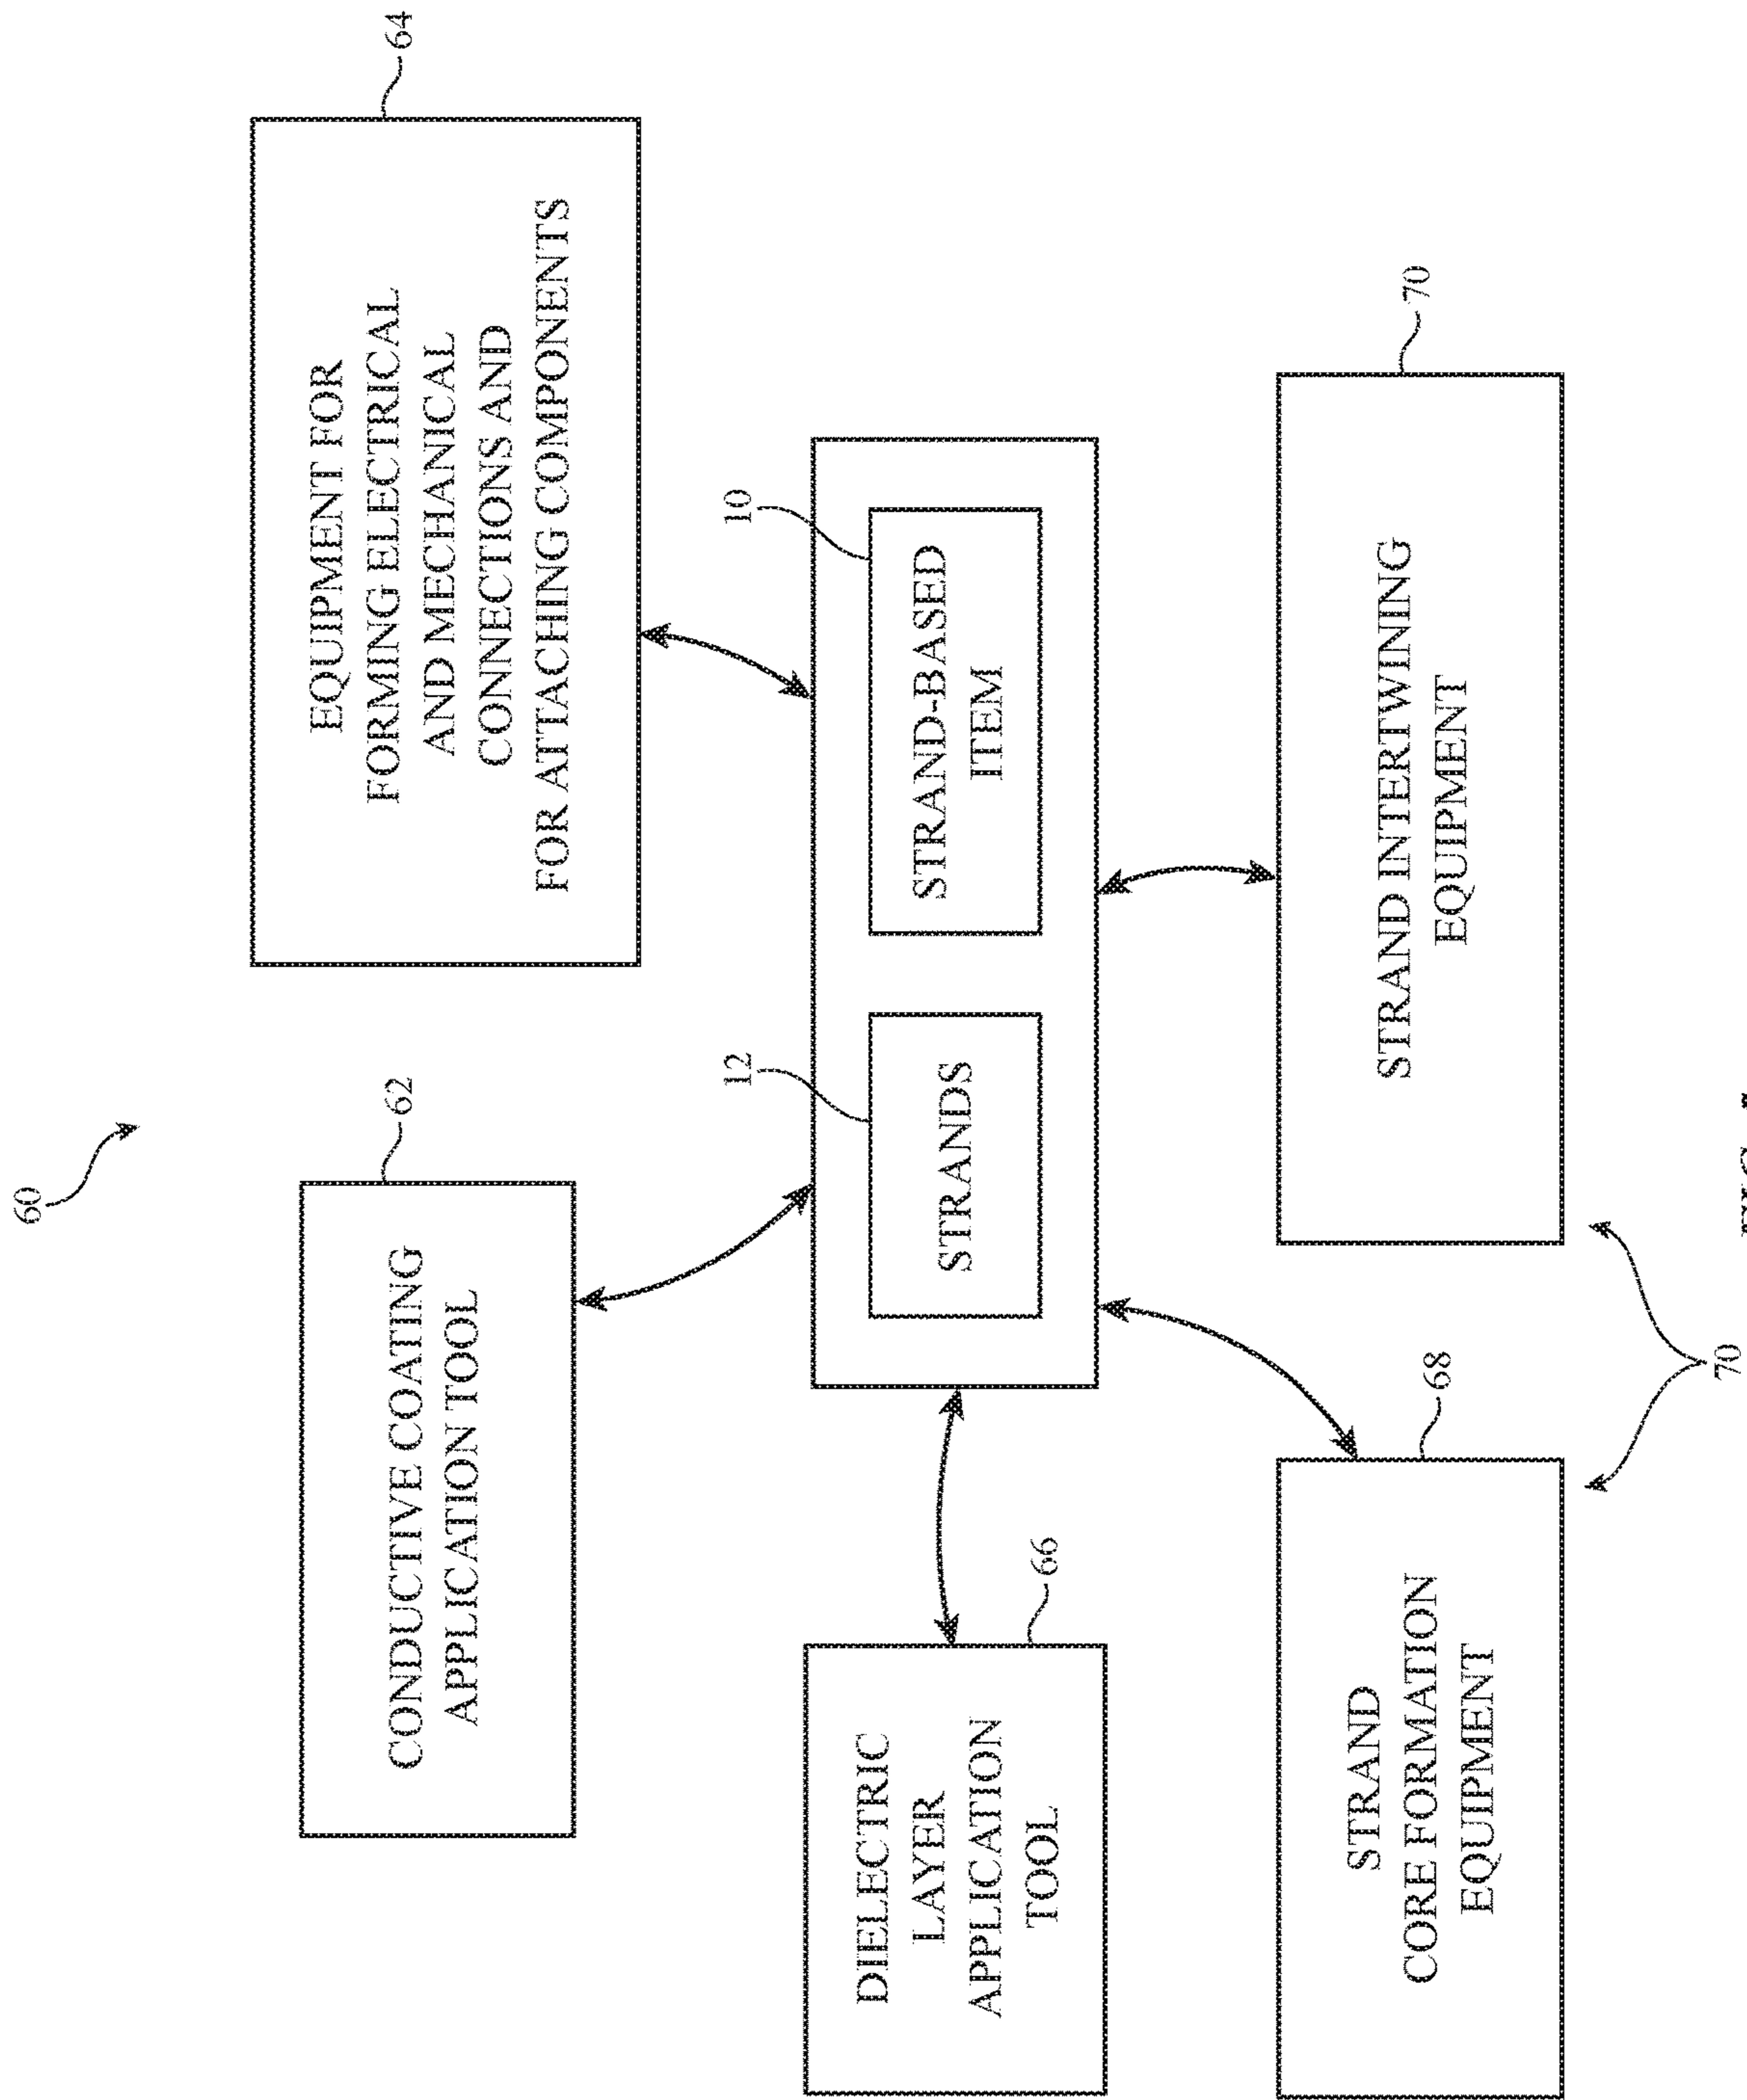 60
CONDUCTIVE COATING
APPLICATION TOOL
62
EQUIPMENT FOR
FORMING ELECTRICAL
AND MECHANICAL
CONNECTIONS AND
FOR ATTACHING COMPONENTS
64
DIELECTRIC
LAYER
APPLICATION
TOOL
66
12
STRANDS
10
STRAND-BASED
ITEM
STRAND
CORE FORMATION
EQUIPMENT
68
STRAND INTERTWINING
EQUIPMENT
70
70